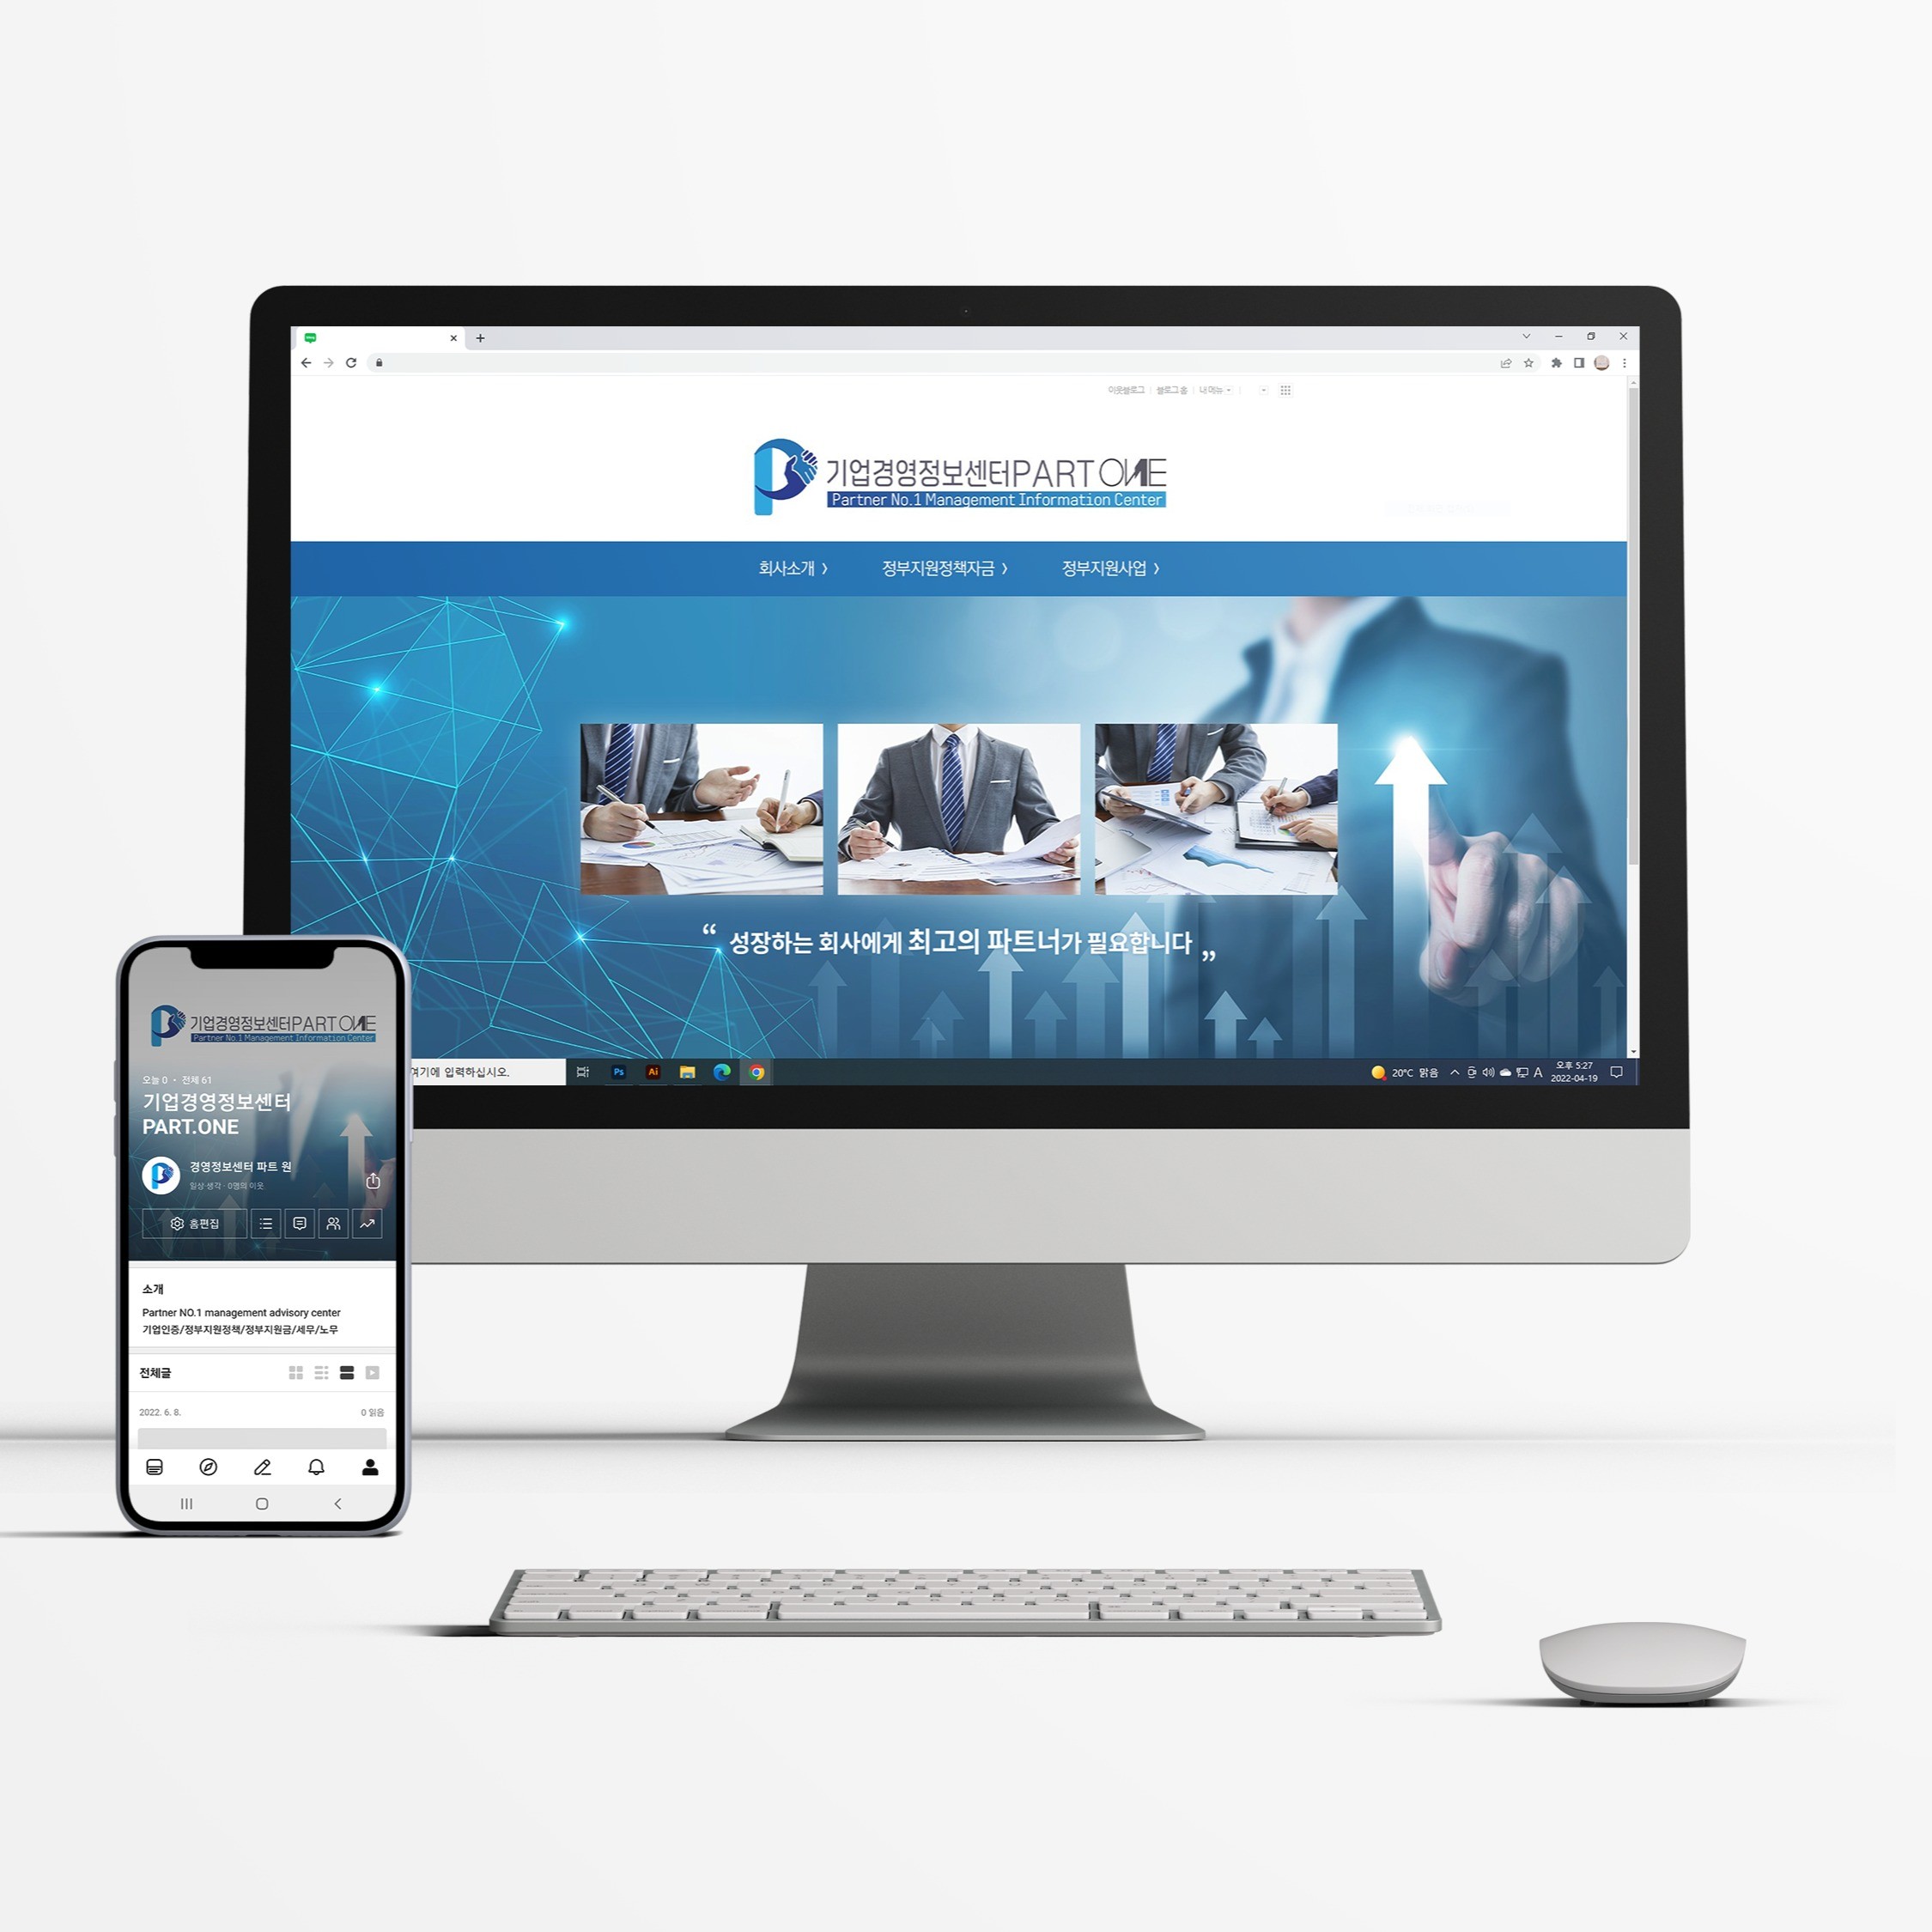 이웃블로그 | 블로그 홈 | 내 메뉴
기업경영정보센터PART ONE
Partner No.1 Management Information Center
회사소개 >
정부지원정책자금 >
정부지원사업 >
“ 성장하는 회사에게 최고의 파트너가 필요합니다 „
여기에 입력하십시오.
Ps
Ai
20°C 맑음
A
오후 5:27
2022-04-19
기업경영정보센터PART ONE
Partner No.1 Management Information Center
오늘 0 • 전체 61
기업경영정보센터
PART.ONE
경영정보센터 파트 원
일상·생각 · 0명의 이웃
홈편집
소개
Partner NO.1 management advisory center
기업인증/정부지원정책/정부지원금/세무/노무
전체글
2022. 6. 8.
0 읽음